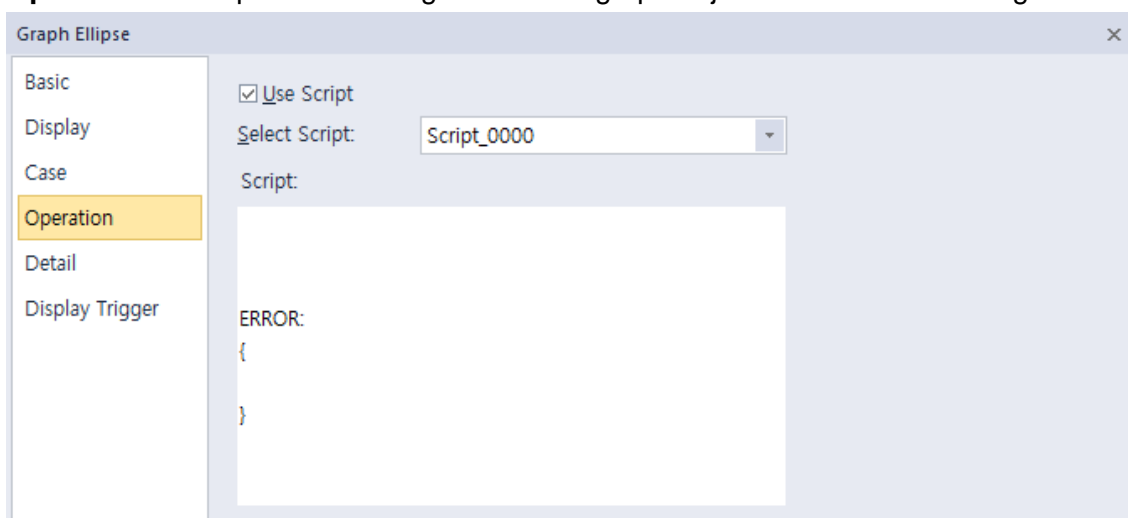 Graph Ellipse
Basic
Display
Case
Operation
Detail
Display Trigger
Use Script
Select Script: Script_0000
Script:
ERROR:
{
}